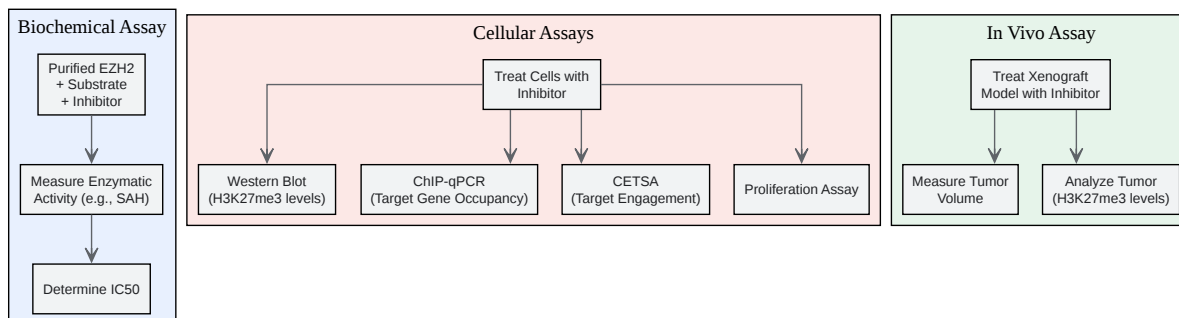 Biochemical Assay
Purified EZH2
+ Substrate
+ Inhibitor
Measure Enzymatic
Activity (e.g., SAH)
Determine IC50
Cellular Assays
Treat Cells with
Inhibitor
Western Blot
(H3K27me3 levels)
ChIP-qPCR
(Target Gene Occupancy)
CETSA
(Target Engagement)
Proliferation Assay
In Vivo Assay
Treat Xenograft
Model with Inhibitor
Measure Tumor
Volume
Analyze Tumor
(H3K27me3 levels)